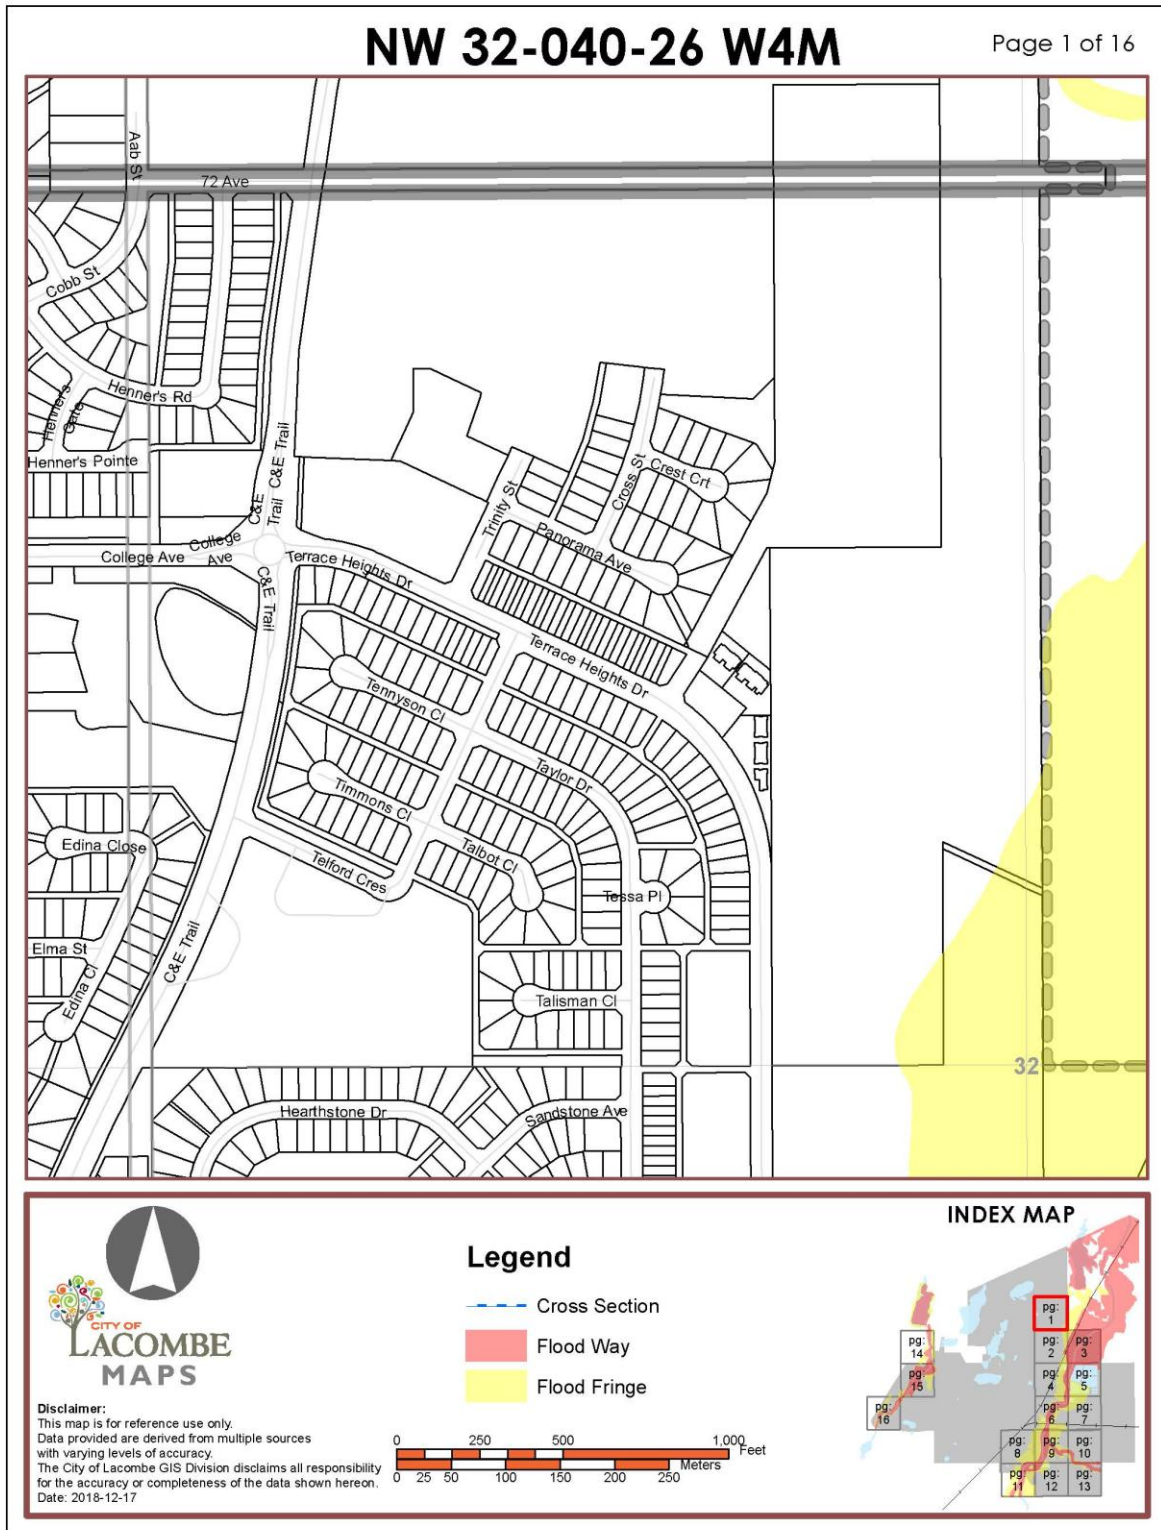 NW 32-040-26 W4M
Page 1 of 16
Aab St
72 Ave
Cobb St
Henner's Rd
Henner's Gate
Henner's Pointe
C&E Trail
C&E Trail
College Ave
College Ave
C&E Trail
Terrace Heights Dr
Trinity St
Cross St
Crest Crt
Panorama Ave
Terrace Heights Dr
Tennyson Cl
Taylor Dr
Timmons Cl
Talbot Cl
Telford Cres
Tessa Pl
Edina Close
Elma St
Edina Cl
C&E Trail
Talisman Cl
32
Hearthstone Dr
Sandstone Ave
CITY OF
LACOMBE
MAPS
Disclaimer:
This map is for reference use only.
Data provided are derived from multiple sources
with varying levels of accuracy.
The City of Lacombe GIS Division disclaims all responsibility
for the accuracy or completeness of the data shown hereon.
Date: 2018-12-17
Legend
Cross Section
Flood Way
Flood Fringe
0 250 500 1,000
Feet
Meters
0 25 50 100 150 200 250
INDEX MAP
pg: 1
pg: 2
pg: 3
pg: 14
pg: 15
pg: 4
pg: 5
pg: 16
pg: 6
pg: 7
pg: 8
pg: 9
pg: 10
pg: 11
pg: 12
pg: 13